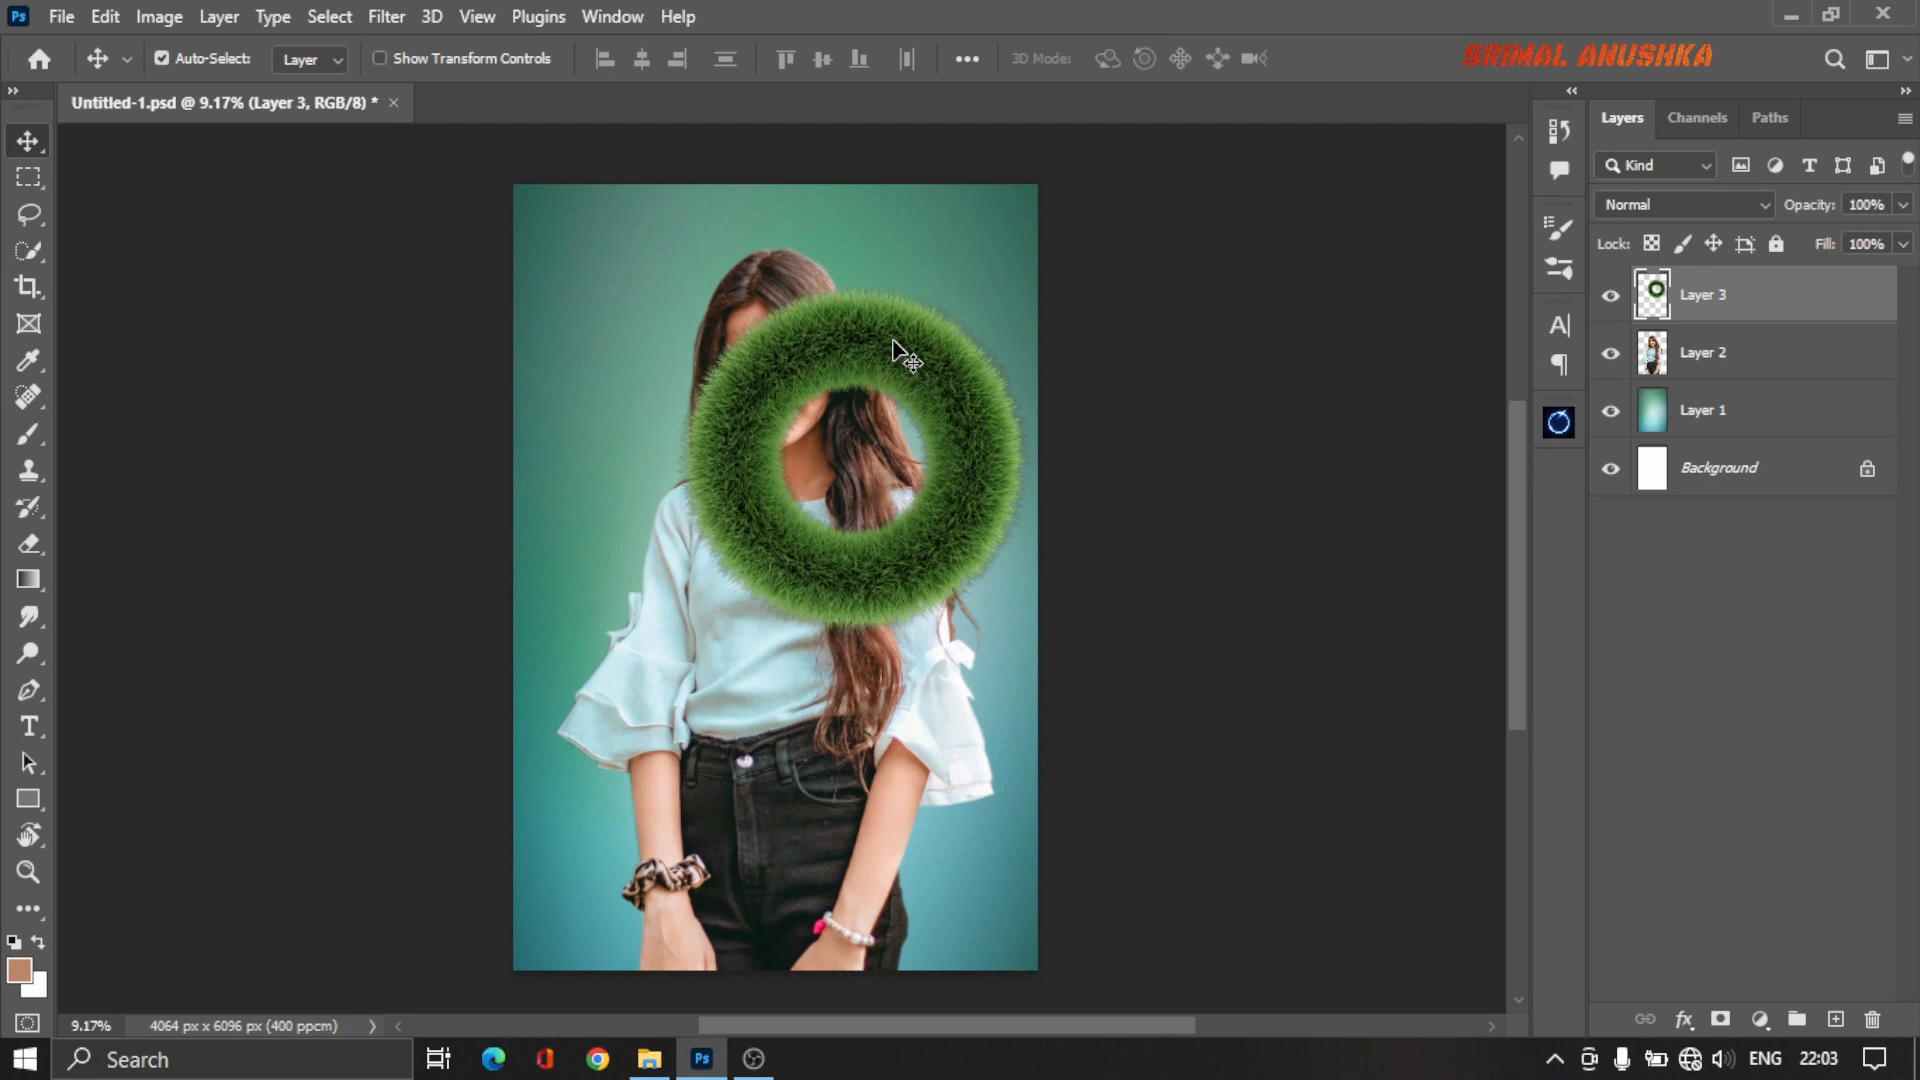 Ps File Edit Image Layer Type Select Filter 3D View Plugins Window Help
Auto-Select: Layer Show Transform Controls 3D Mode: SRIMAL ANUSHKA
Untitled-1.psd @ 9.17% (Layer 3, RGB/8) *
Layers Channels Paths
Kind
Normal Opacity: 100%
Lock: Fill: 100%
Layer 3
Layer 2
Layer 1
Background
9.17% 4064 px x 6096 px (400 ppcm)
Search Ps ENG 22:03